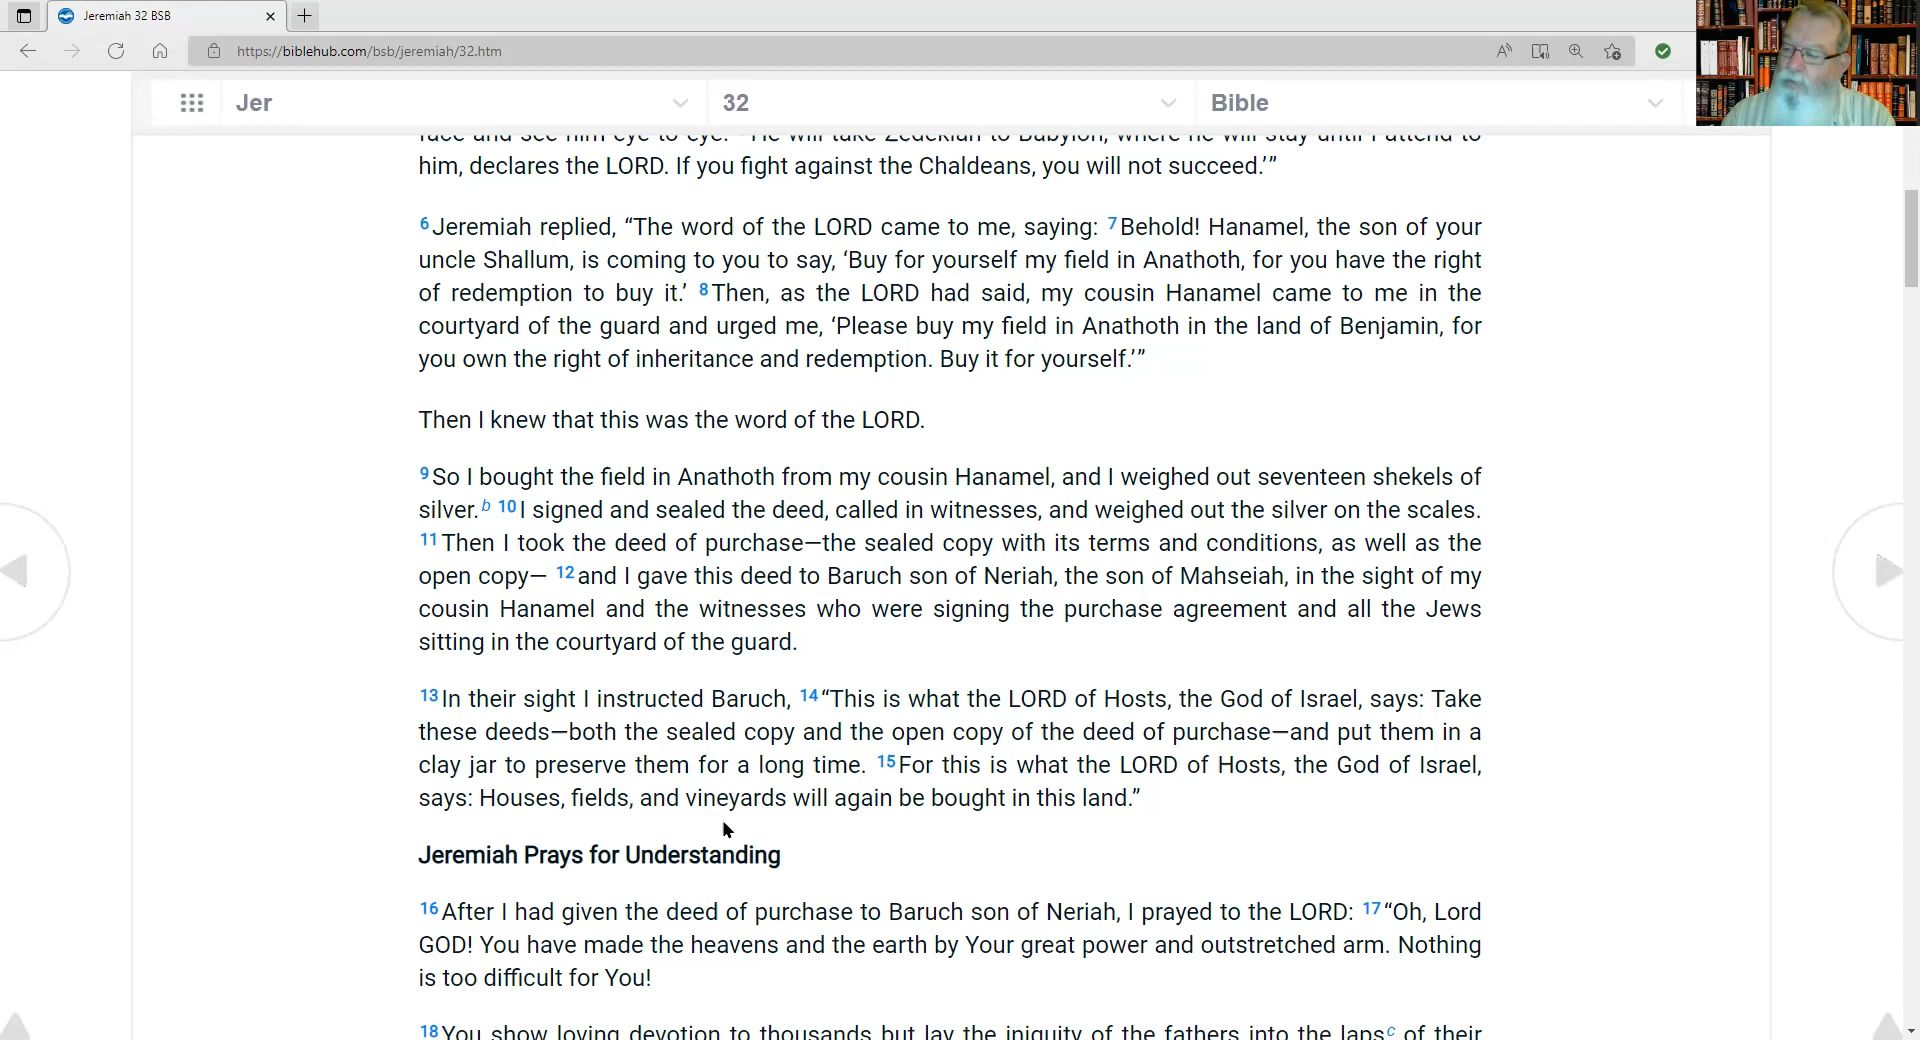 Jeremiah 32 BSB
https://biblehub.com/bsb/jeremiah/32.htm
Jer 32 Bible
face and see him eye to eye. He will take Zedekiah to Babylon, where he will stay until I attend to
him, declares the LORD. If you fight against the Chaldeans, you will not succeed.’”
6 Jeremiah replied, “The word of the LORD came to me, saying: 7 Behold! Hanamel, the son of your
uncle Shallum, is coming to you to say, ‘Buy for yourself my field in Anathoth, for you have the right
of redemption to buy it.’ 8 Then, as the LORD had said, my cousin Hanamel came to me in the
courtyard of the guard and urged me, ‘Please buy my field in Anathoth in the land of Benjamin, for
you own the right of inheritance and redemption. Buy it for yourself.’”
Then I knew that this was the word of the LORD.
9 So I bought the field in Anathoth from my cousin Hanamel, and I weighed out seventeen shekels of
silver. b 10 I signed and sealed the deed, called in witnesses, and weighed out the silver on the scales.
11 Then I took the deed of purchase—the sealed copy with its terms and conditions, as well as the
open copy— 12 and I gave this deed to Baruch son of Neriah, the son of Mahseiah, in the sight of my
cousin Hanamel and the witnesses who were signing the purchase agreement and all the Jews
sitting in the courtyard of the guard.
13 In their sight I instructed Baruch, 14 “This is what the LORD of Hosts, the God of Israel, says: Take
these deeds—both the sealed copy and the open copy of the deed of purchase—and put them in a
clay jar to preserve them for a long time. 15 For this is what the LORD of Hosts, the God of Israel,
says: Houses, fields, and vineyards will again be bought in this land.”
Jeremiah Prays for Understanding
16 After I had given the deed of purchase to Baruch son of Neriah, I prayed to the LORD: 17 “Oh, Lord
GOD! You have made the heavens and the earth by Your great power and outstretched arm. Nothing
is too difficult for You!
18 You show loving devotion to thousands but lay the iniquity of the fathers into the laps c of their